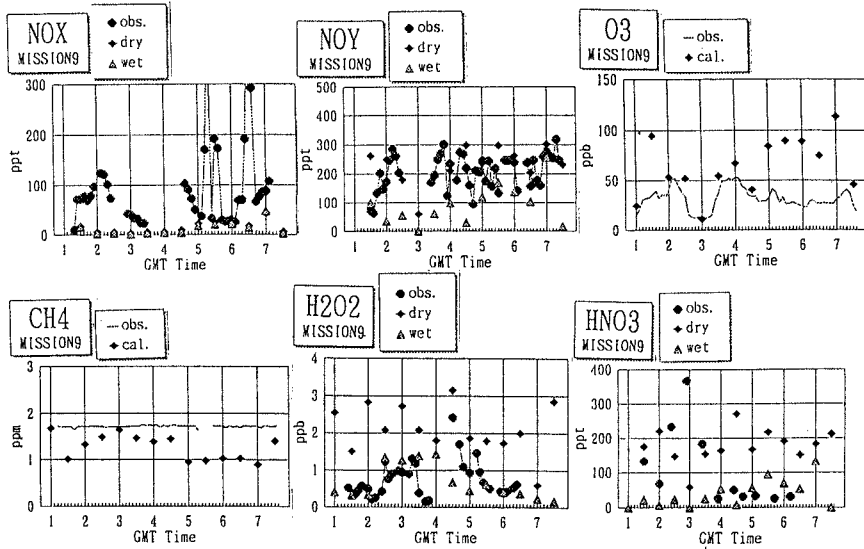 NOX
MISSION9
obs.
dry
wet
ppt
300
200
100
0
1 2 3 4 5 6 7
GMT Time
NOY
MISSION9
obs.
dry
wet
ppt
500
400
300
200
100
0
1 2 3 4 5 6 7
GMT Time
O3
MISSION9
obs.
cal.
ppb
150
100
50
0
1 2 3 4 5 6 7
GMT Time
CH4
MISSION9
obs.
cal.
ppm
3
2
1
0
1 2 3 4 5 6 7
GMT Time
H2O2
MISSION9
obs.
dry
wet
ppb
4
3
2
1
0
1 2 3 4 5 6 7
GMT Time
HNO3
MISSION9
obs.
dry
wet
ppt
400
300
200
100
0
1 2 3 4 5 6 7
GMT Time